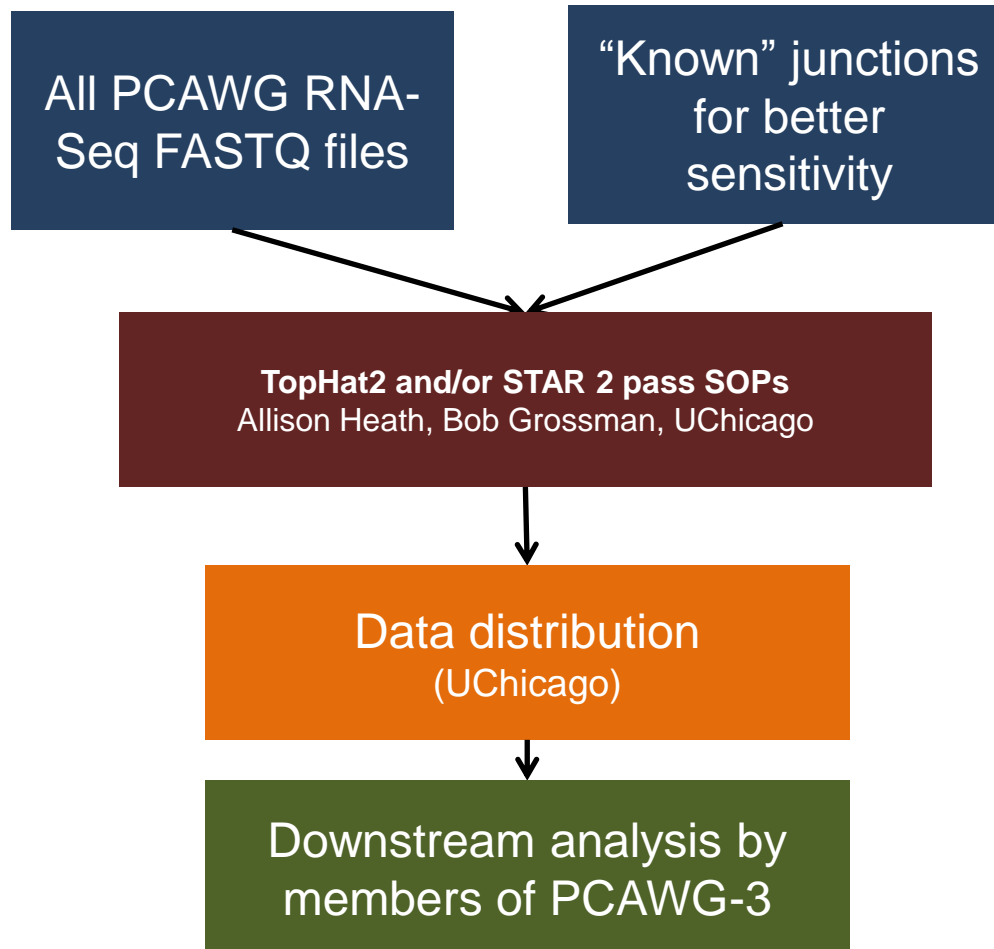 All PCAWG RNA-
Seq FASTQ files
“Known” junctions
for better
sensitivity
TopHat2 and/or STAR 2 pass SOPs
Allison Heath, Bob Grossman, UChicago
Data distribution
(UChicago)
Downstream analysis by
members of PCAWG-3